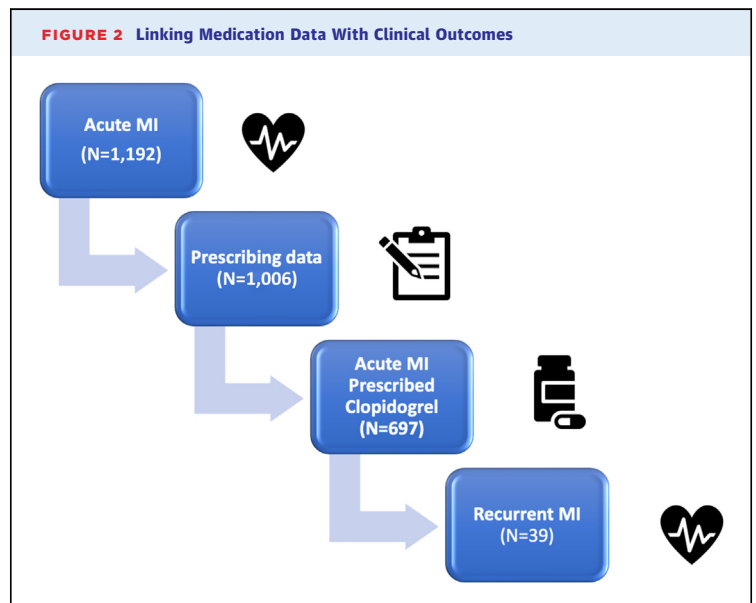 FIGURE 2 Linking Medication Data With Clinical Outcomes
Acute MI
(N=1,192)
Prescribing data
(N=1,006)
Acute MI
Prescribed
Clopidogrel
(N=697)
Recurrent MI
(N=39)